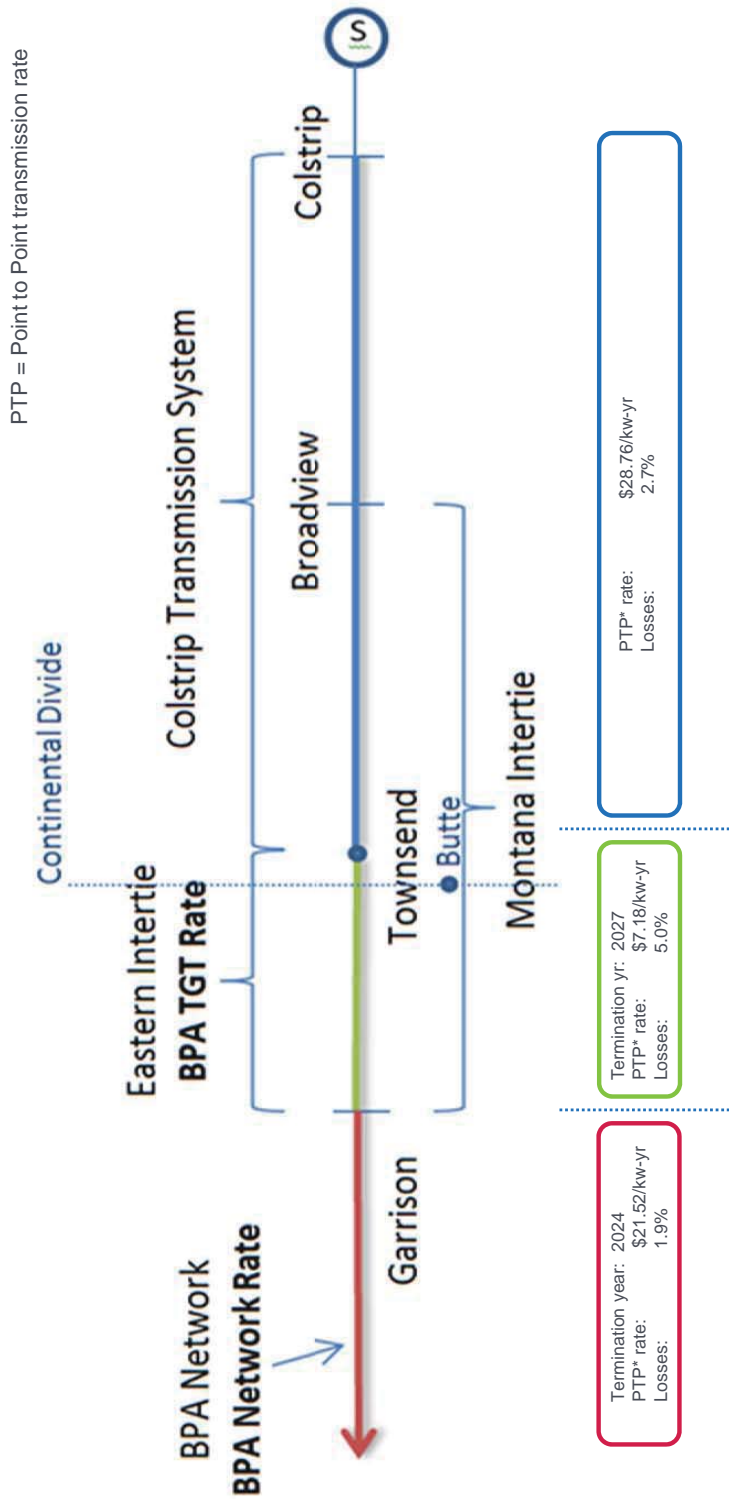 PTP = Point to Point transmission rate
Continental Divide
Eastern Intertie
BPA TGT Rate
Colstrip Transmission System
BPA Network
BPA Network Rate
Broadview
Colstrip
S
Garrison
Townsend
Butte
Montana Intertie
Termination year: 2024
PTP* rate: $21.52/kw-yr
Losses: 1.9%
Termination yr: 2027
PTP* rate: $7.18/kw-yr
Losses: 5.0%
PTP* rate: $28.76/kw-yr
Losses: 2.7%